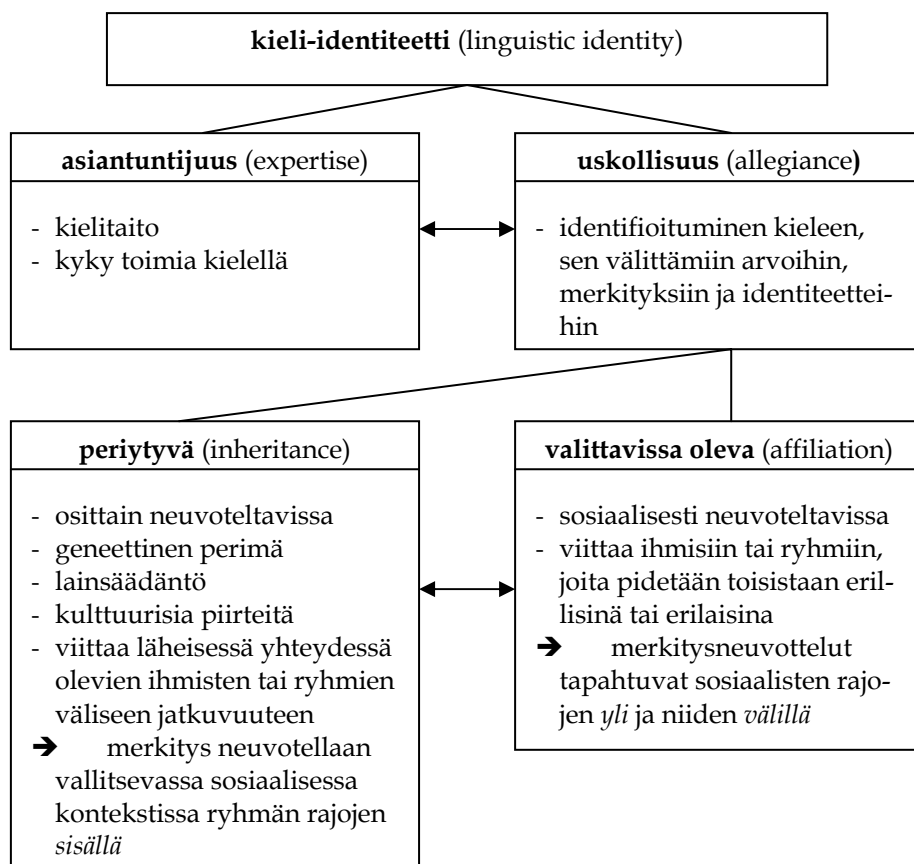 kieli-identiteetti (linguistic identity)
asiantuntijuus (expertise)
- kielitaito
- kyky toimia kielellä
uskollisuus (allegiance)
- identifioituminen kieleen,
sen välittämiin arvoihin,
merkityksiin ja identiteettei-
hin
periytyvä (inheritance)
- osittain neuvoteltavissa
- geneettinen perimä
- lainsäädäntö
- kulttuurisia piirteitä
- viittaa läheisessä yhteydessä
olevien ihmisten tai ryhmien
väliseen jatkuvuuteen
➔ merkitys neuvotellaan
vallitsevassa sosiaalisessa
kontekstissa ryhmän rajojen
sisällä
valittavissa oleva (affiliation)
- sosiaalisesti neuvoteltavissa
- viittaa ihmisiin tai ryhmiin,
joita pidetään toisistaan eril-
lisinä tai erilaisina
➔ merkitysneuvottelut
tapahtuvat sosiaalisten rajo-
jen yli ja niiden välillä